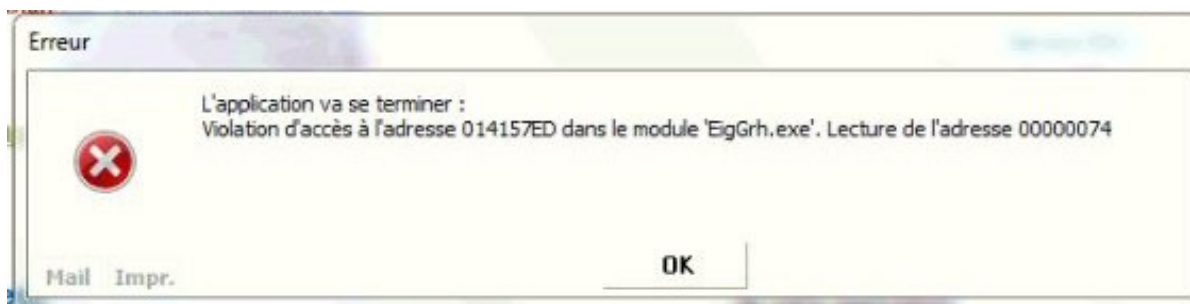 Erreur
L'application va se terminer :
Violation d'accès à l'adresse 014157ED dans le module 'EigGrh.exe'. Lecture de l'adresse 00000074
OK
Mail Impr.